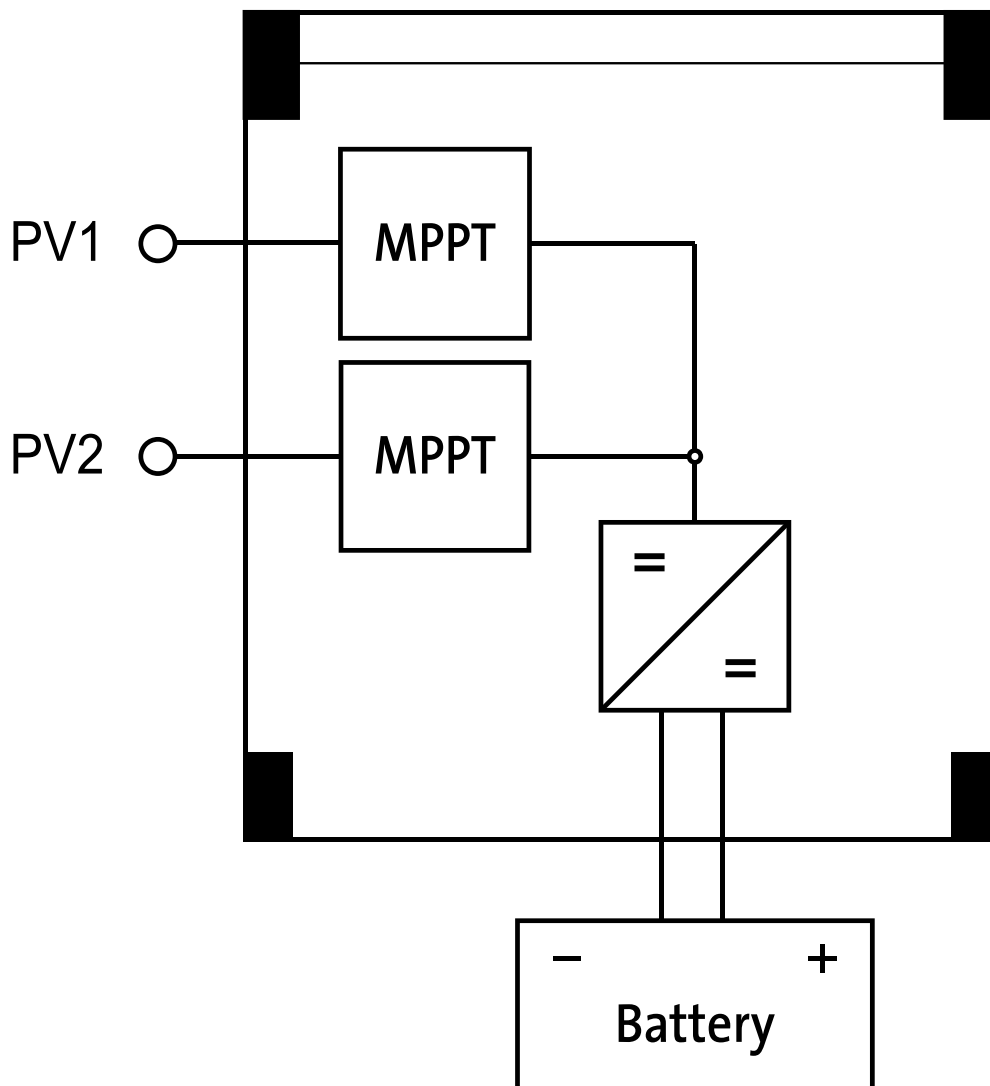 PV1
MPPT
PV2
MPPT
=
=
− +
Battery